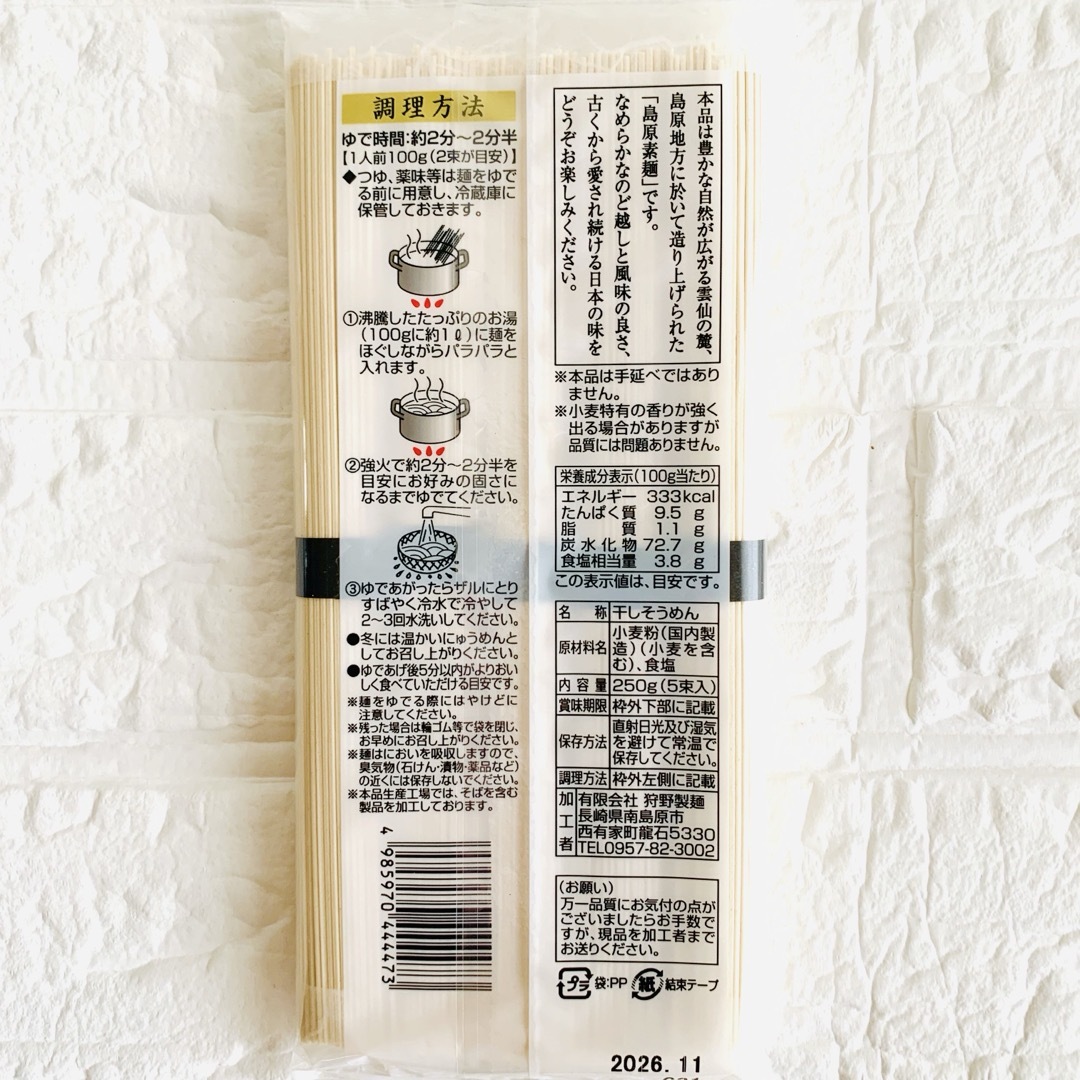 調理方法
ゆで時間:約2分～2分半
【1人前100g(2束が目安)】
◆つゆ、薬味等は麺をゆで
る前に用意し、冷蔵庫に
保管しておきます。
①沸騰したたっぷりのお湯
(100gに約1ℓ)に麺を
ほぐしながらパラパラと
入れます。
②強火で約2分～2分半を
目安にお好みの固さに
なるまでゆでてください。
③ゆであがったらザルにとり
すばやく冷水で冷やして
2～3回水洗いしてください。
●冬には温かいにゅうめんと
してお召し上がりください。
●ゆであげ後5分以内がよりおい
しく食べていただける目安です。
※麺をゆでる際にはやけどに
注意してください。
※残った場合は輪ゴム等で袋を閉じ、
お早めにお召し上がりください。
※麺はにおいを吸収しますので、
臭気物(石けん・漬物・薬品など)
の近くには保存しないでください。
※本品生産工場では、そばを含む
製品を加工しております。
4 985970 444473
本品は豊かな自然が広がる雲仙の麓、
島原地方に於いて造り上げられた
「島原素麺」です。
なめらかなのど越しと風味の良さ、
古くから愛され続ける日本の味を
どうぞお楽しみください。
※本品は手延べではあり
ません。
※小麦特有の香りが強く
出る場合がありますが
品質には問題ありません。
栄養成分表示(100g当たり)
エネルギー 333kcal
たんぱく質 9.5 g
脂質 1.1 g
炭水化物 72.7 g
食塩相当量 3.8 g
この表示値は、目安です。
名称 干しそうめん
原材料名 小麦粉(国内製
造)(小麦を含
む)、食塩
内容量 250g(5束入)
賞味期限 枠外下部に記載
保存方法 直射日光及び湿気
を避けて常温で
保存してください。
調理方法 枠外左側に記載
加工者 有限会社 狩野製麺
長崎県南島原市
西有家町龍石5330
TEL0957-82-3002
(お願い)
万一品質にお気付の点が
ございましたらお手数で
すが、現品を加工者まで
お送りください。
プラ 袋:PP 紙 結束テープ
2026.11